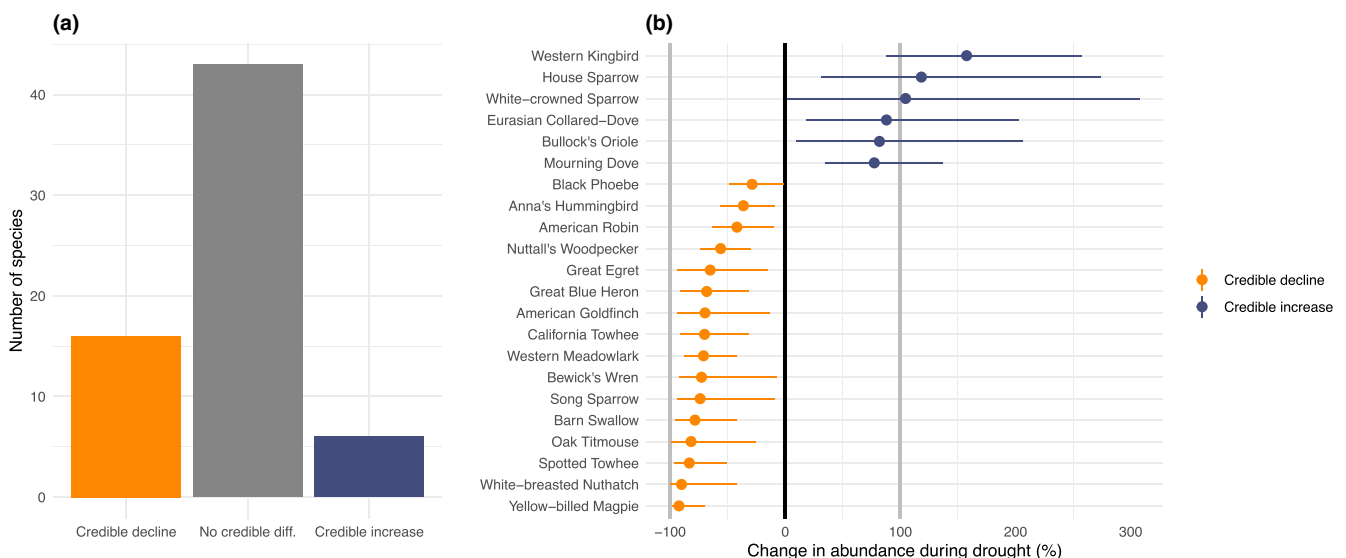 (a)
Number of species
40
30
20
10
0
Credible decline
No credible diff.
Credible increase
(b)
Western Kingbird
House Sparrow
White−crowned Sparrow
Eurasian Collared−Dove
Bullock's Oriole
Mourning Dove
Black Phoebe
Anna's Hummingbird
American Robin
Nuttall's Woodpecker
Great Egret
Great Blue Heron
American Goldfinch
California Towhee
Western Meadowlark
Bewick's Wren
Song Sparrow
Barn Swallow
Oak Titmouse
Spotted Towhee
White−breasted Nuthatch
Yellow−billed Magpie
−100
0
100
200
300
Change in abundance during drought (%)
Credible decline
Credible increase